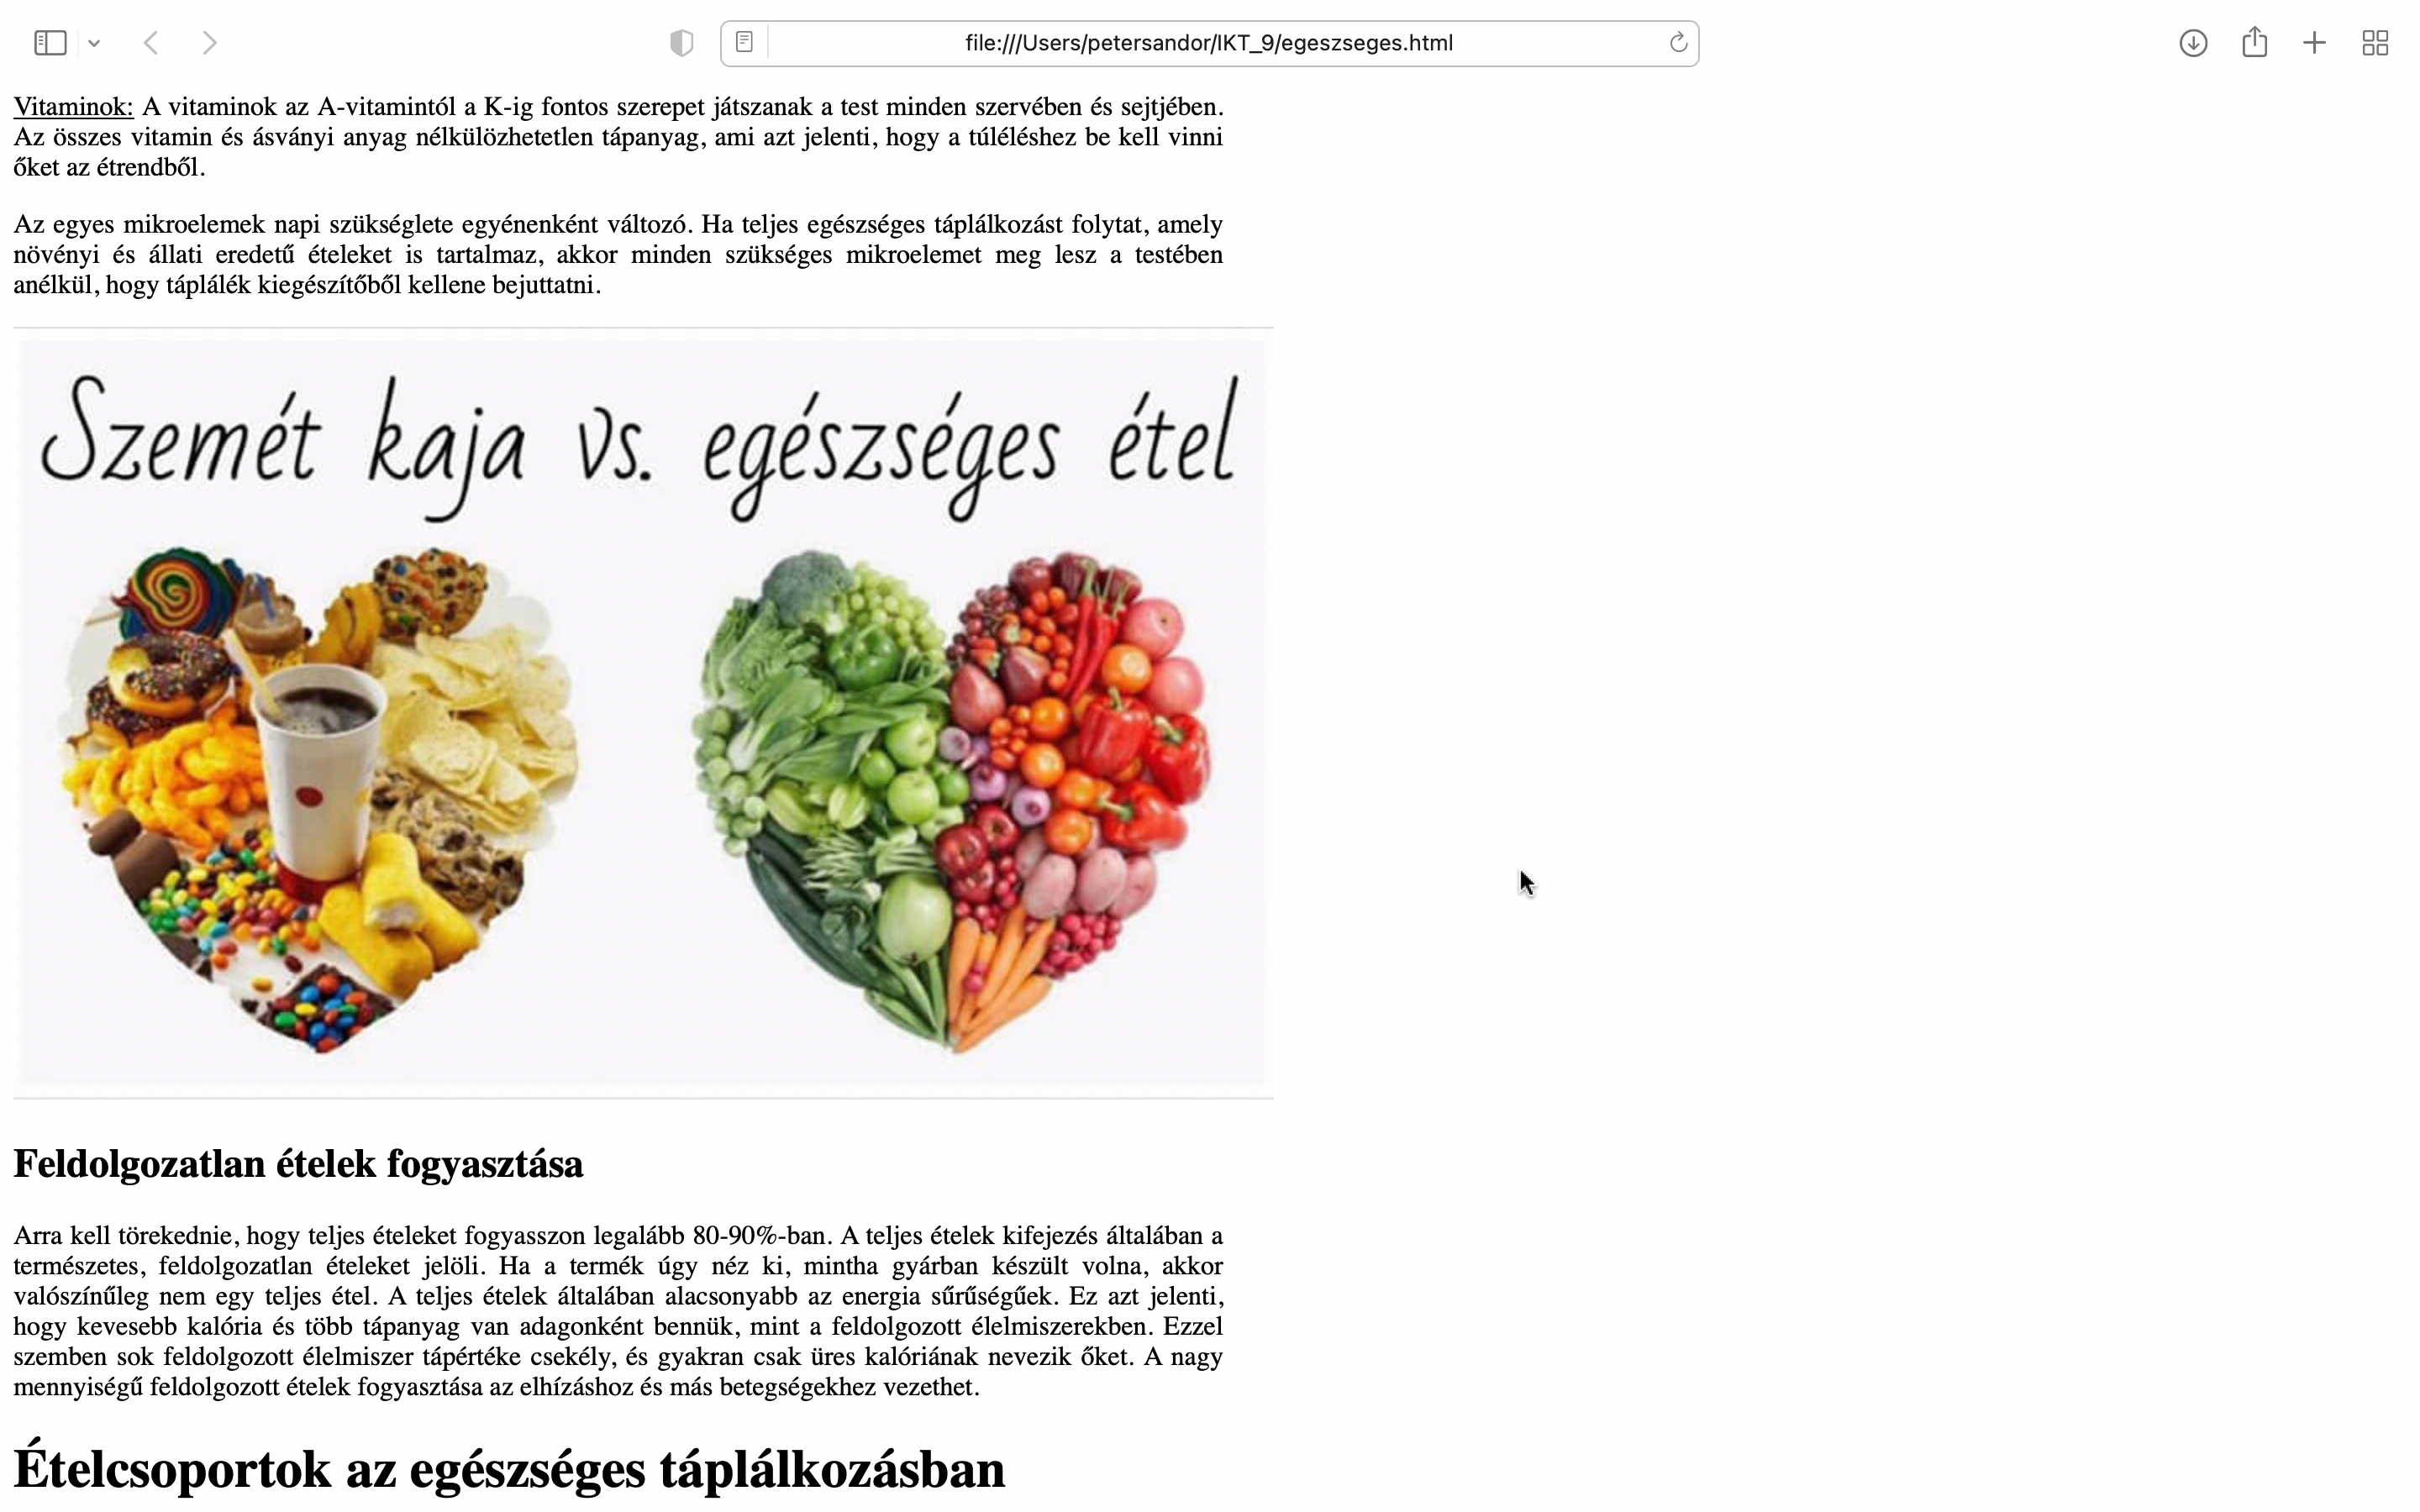 file:///Users/petersandor/IKT_9/egeszseges.html
Vitaminok: A vitaminok az A-vitamintól a K-ig fontos szerepet játszanak a test minden szervében és sejtjében.
Az összes vitamin és ásványi anyag nélkülözhetetlen tápanyag, ami azt jelenti, hogy a túléléshez be kell vinni
őket az étrendből.
Az egyes mikroelemek napi szükséglete egyénenként változó. Ha teljes egészséges táplálkozást folytat, amely
növényi és állati eredetű ételeket is tartalmaz, akkor minden szükséges mikroelemet meg lesz a testében
anélkül, hogy táplálék kiegészítőből kellene bejuttatni.
Szemét kaja vs. egészséges étel
Feldolgozatlan ételek fogyasztása
Arra kell törekednie, hogy teljes ételeket fogyasszon legalább 80-90%-ban. A teljes ételek kifejezés általában a
természetes, feldolgozatlan ételeket jelöli. Ha a termék úgy néz ki, mintha gyárban készült volna, akkor
valószínűleg nem egy teljes étel. A teljes ételek általában alacsonyabb az energia sűrűségűek. Ez azt jelenti,
hogy kevesebb kalória és több tápanyag van adagonként bennük, mint a feldolgozott élelmiszerekben. Ezzel
szemben sok feldolgozott élelmiszer tápértéke csekély, és gyakran csak üres kalóriának nevezik őket. A nagy
mennyiségű feldolgozott ételek fogyasztása az elhízáshoz és más betegségekhez vezethet.
Ételcsoportok az egészséges táplálkozásban